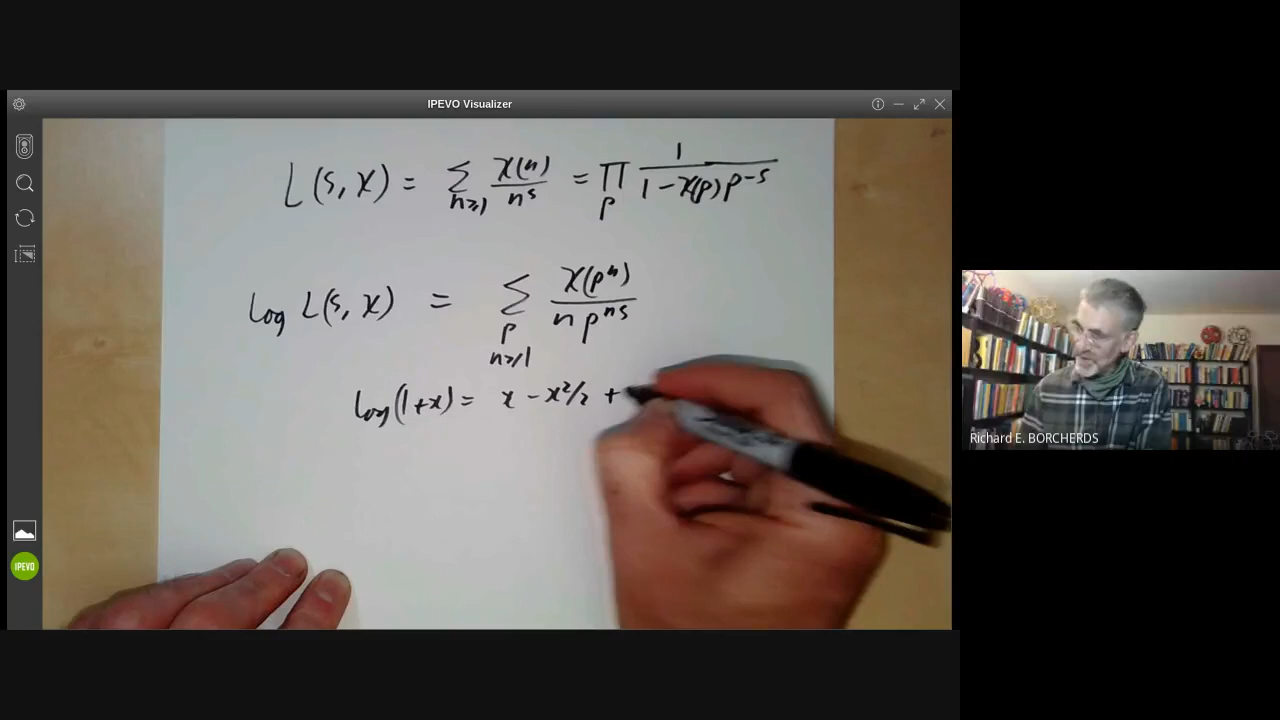 IPEVO Visualizer
L(s, χ) = Σ_{n≥1} χ(n)/n^s = Π_p 1/(1 - χ(p) p^{-s})
Log L(s, χ) = Σ_{p, n≥1} χ(p^n)/(n p^{ns})
Log(1+x) = x - x²/2 +
Richard E. BORCHERDS
IPEVO